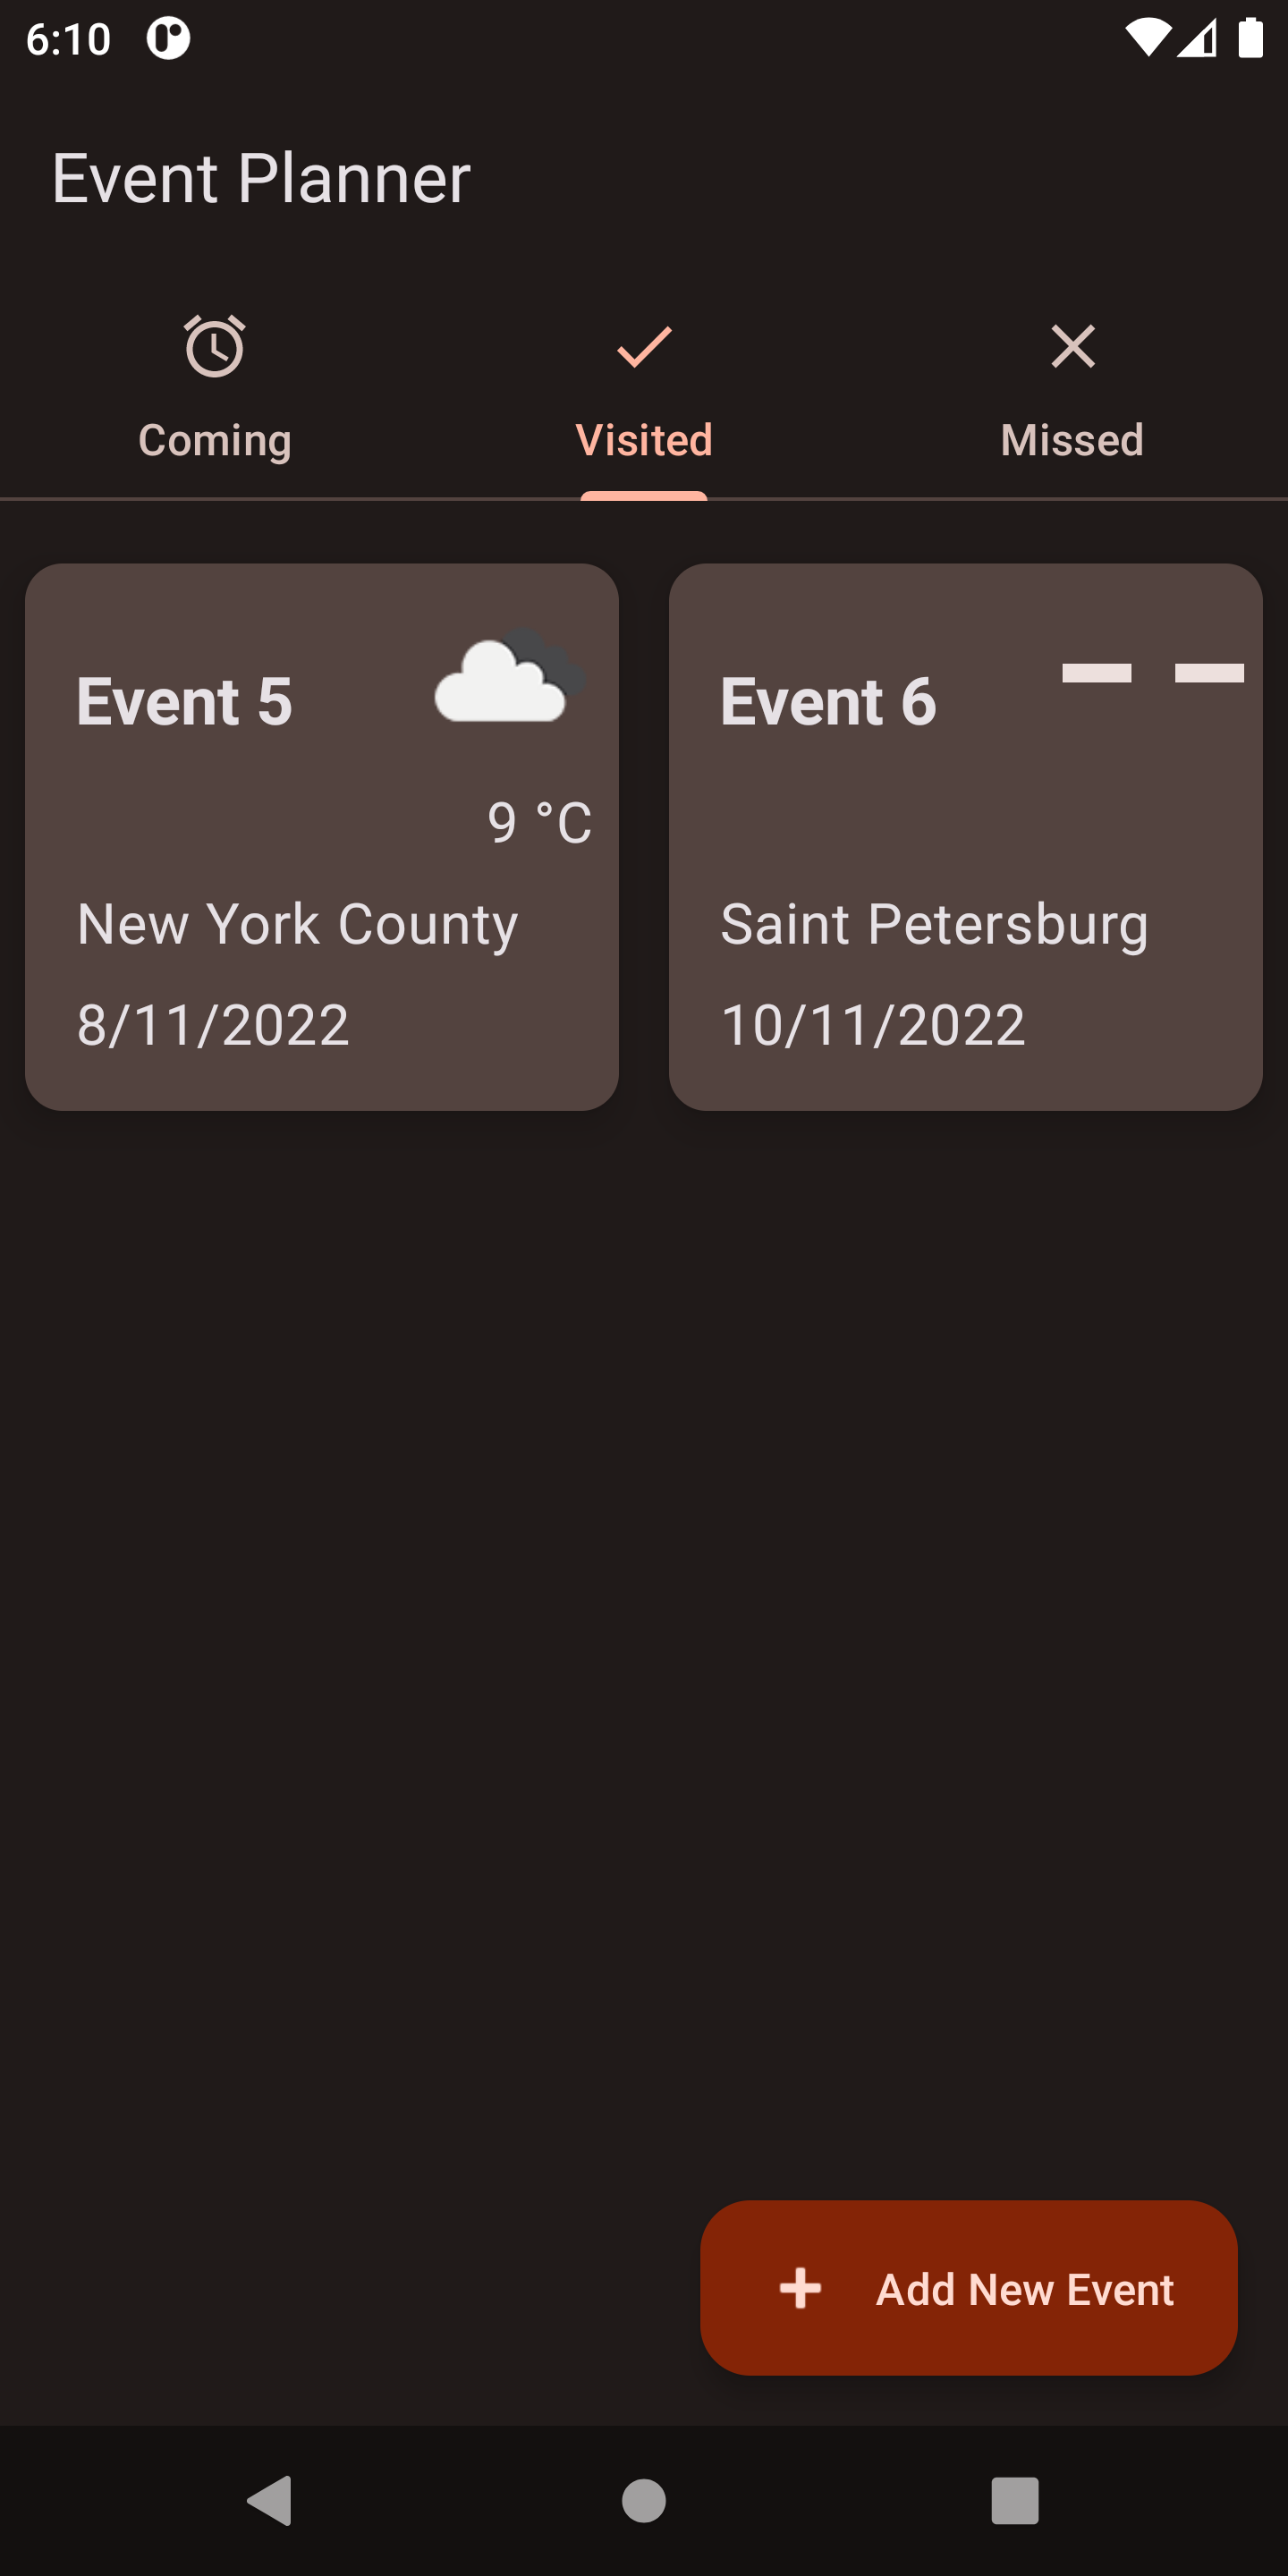 6:10
Event Planner
Coming
Visited
Missed
Event 5
9 °C
New York County
8/11/2022
Event 6
Saint Petersburg
10/11/2022
Add New Event